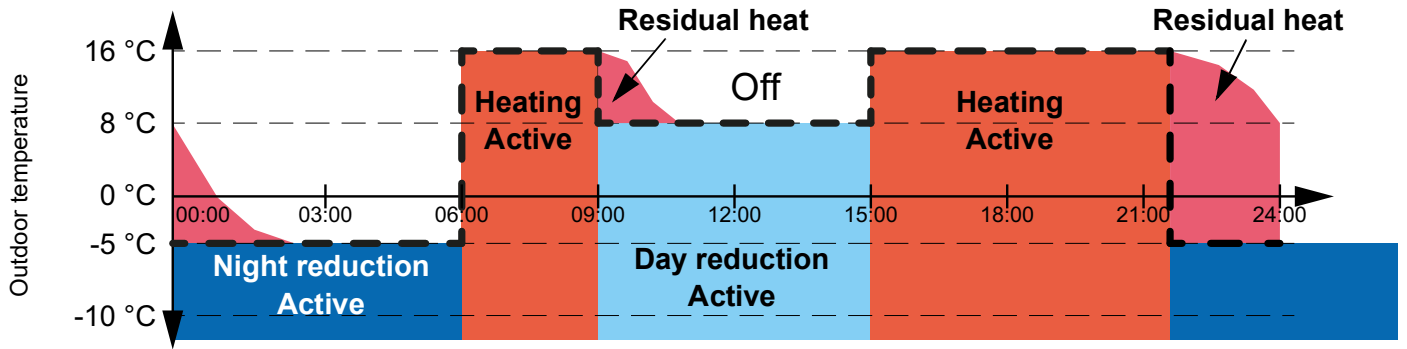 Residual heat
Residual heat
16 °C
Off
Heating
Active
Heating
Active
8 °C
Outdoor temperature
0 °C
00:00
03:00
06:00
09:00
12:00
15:00
18:00
21:00
24:00
-5 °C
Night reduction
Active
Day reduction
Active
-10 °C